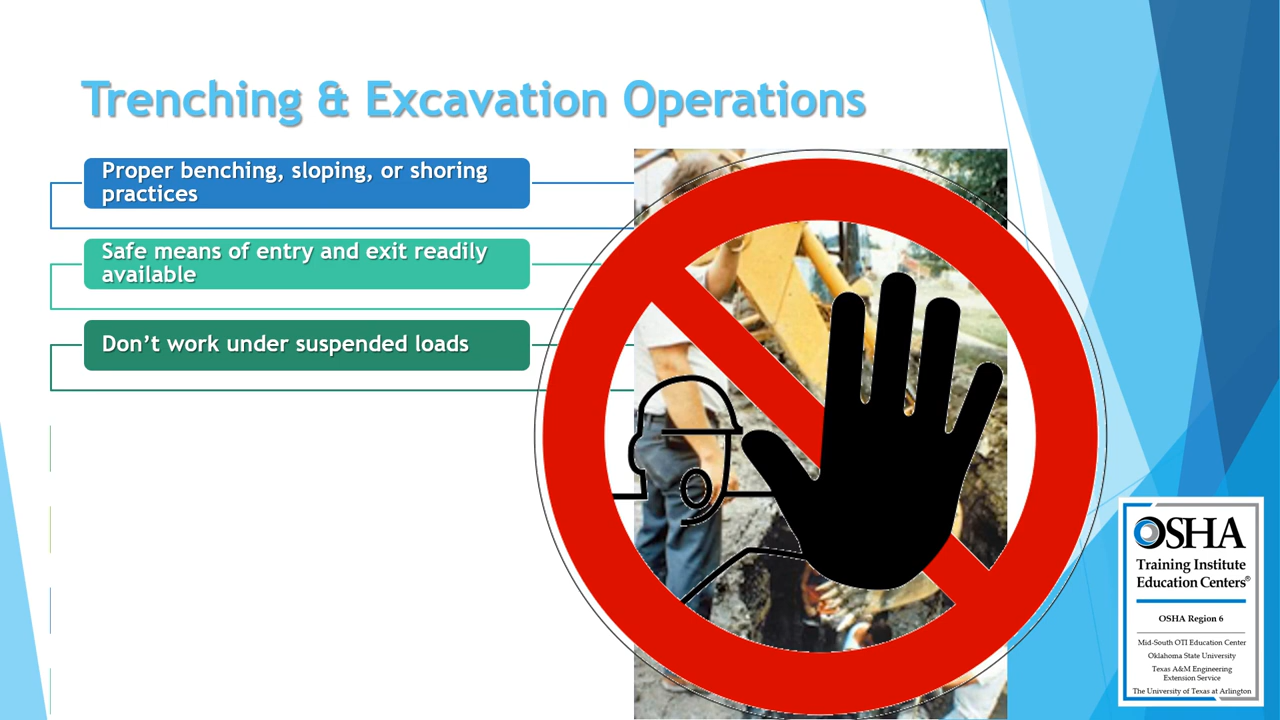 Trenching & Excavation Operations
Proper benching, sloping, or shoring
practices
Safe means of entry and exit readily
available
Don’t work under suspended loads
OSHA
Training Institute
Education Centers®
OSHA Region 6
Mid-South OTI Education Center
Oklahoma State University
Texas A&M Engineering
Extension Service
The University of Texas at Arlington